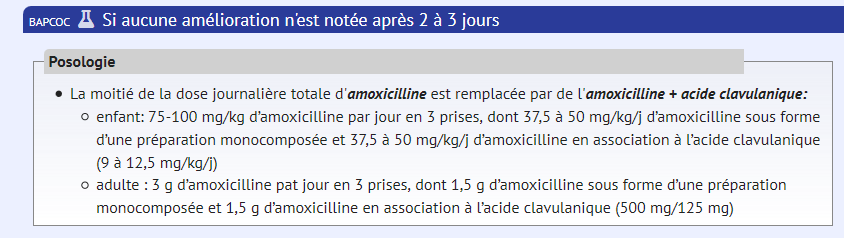 BAPCOC Si aucune amélioration n'est notée après 2 à 3 jours
Posologie
• La moitié de la dose journalière totale d'amoxicilline est remplacée par de l'amoxicilline + acide clavulanique:
○ enfant: 75-100 mg/kg d’amoxicilline par jour en 3 prises, dont 37,5 à 50 mg/kg/j d’amoxicilline sous forme
d’une préparation monocomposée et 37,5 à 50 mg/kg/j d’amoxicilline en association à l’acide clavulanique
(9 à 12,5 mg/kg/j)
○ adulte : 3 g d’amoxicilline pat jour en 3 prises, dont 1,5 g d’amoxicilline sous forme d’une préparation
monocomposée et 1,5 g d’amoxicilline en association à l’acide clavulanique (500 mg/125 mg)